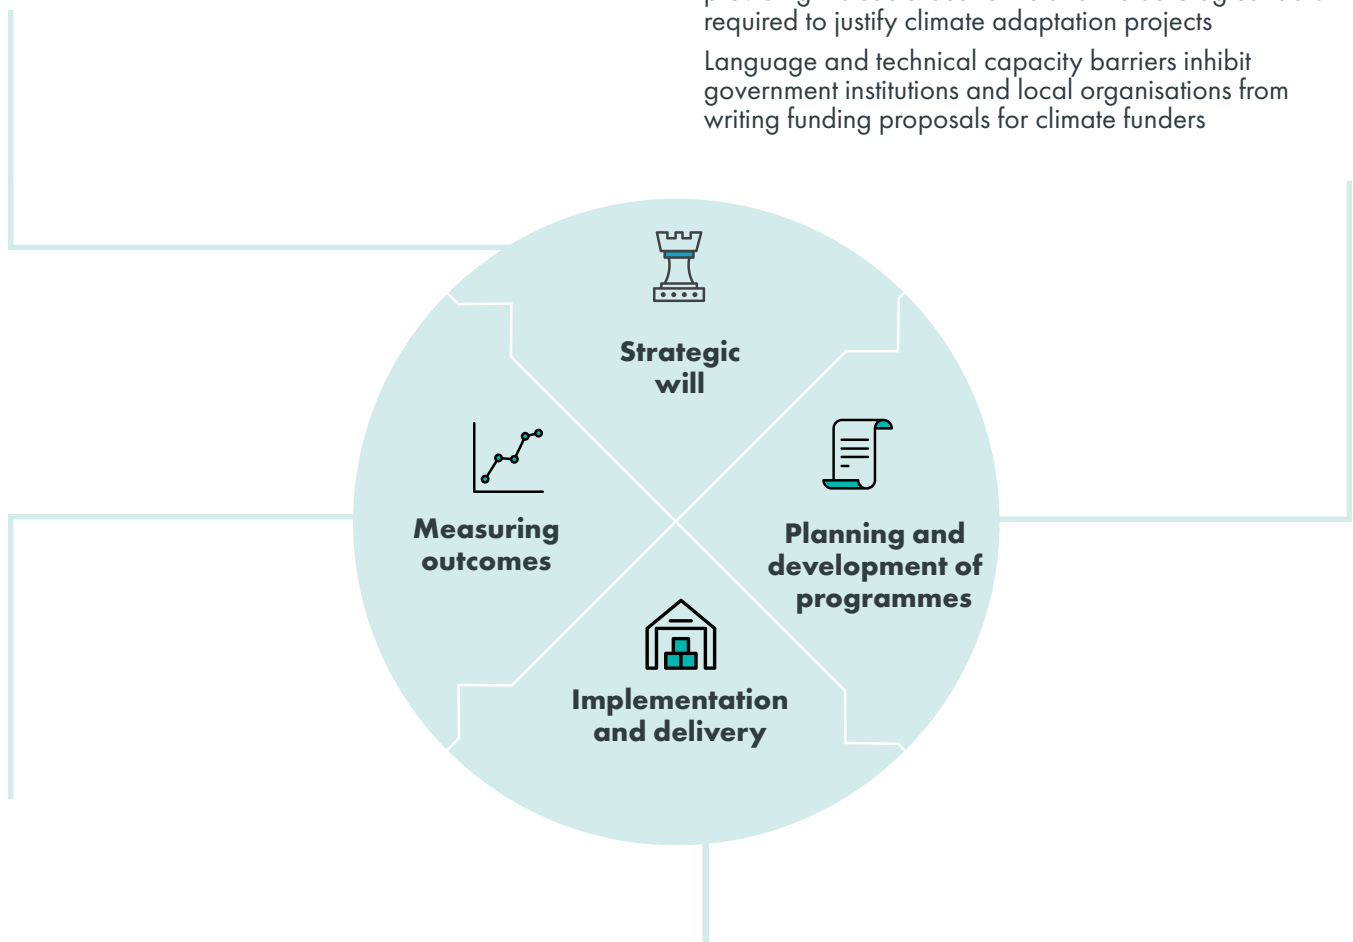 required to justify climate adaptation projects
Language and technical capacity barriers inhibit
government institutions and local organisations from
writing funding proposals for climate funders
Strategic
will
Measuring
outcomes
Planning and
development of
programmes
Implementation
and delivery